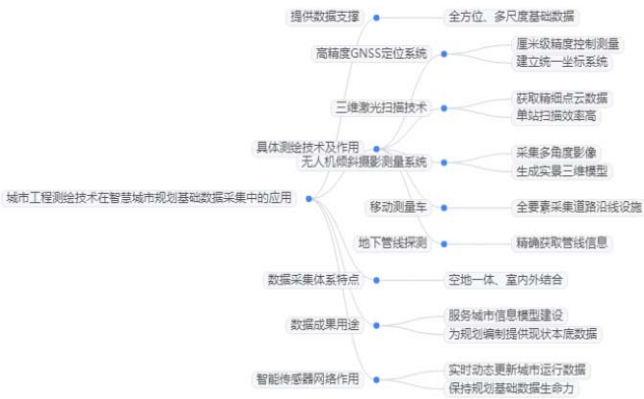 城市工程测绘技术在智慧城市规划基础数据采集中的应用
提供数据支撑
全方位、多尺度基础数据
具体测绘技术及作用
高精度GNSS定位系统
厘米级精度控制测量
建立统一坐标系统
三维激光扫描技术
获取精细点云数据
单站扫描效率高
无人机倾斜摄影测量系统
采集多角度影像
生成实景三维模型
移动测量车
全要素采集道路沿线设施
地下管线探测
精确获取管线信息
数据采集体系特点
空地一体、室内外结合
数据成果用途
服务城市信息模型建设
为规划编制提供现状本底数据
智能传感器网络作用
实时动态更新城市运行数据
保持规划基础数据生命力